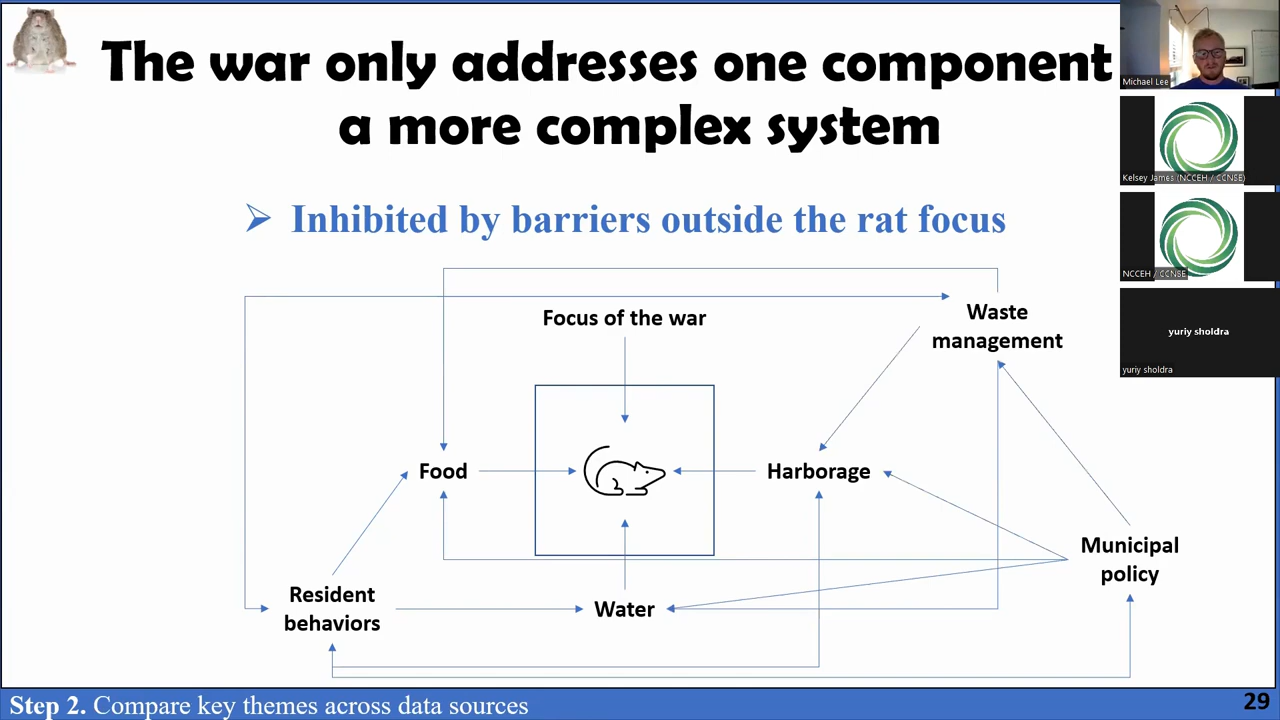 The war only addresses one component
a more complex system
➢ Inhibited by barriers outside the rat focus
Focus of the war
Waste
management
Food
Harborage
Municipal
policy
Resident
behaviors
Water
Step 2. Compare key themes across data sources
29
Michael Lee
Kelsey James (NCCEH / CCNSE)
NCCEH / CCNSE
yuriy sholdra
yuriy sholdra